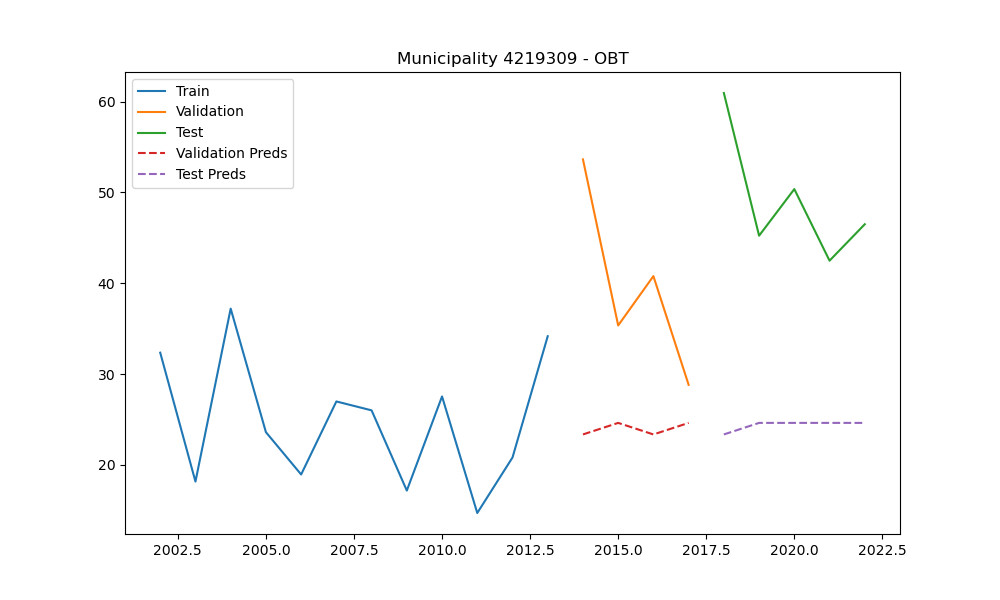 Municipality 4219309 - OBT
Train
Validation
Test
Validation Preds
Test Preds
60
50
40
30
20
2002.5 2005.0 2007.5 2010.0 2012.5 2015.0 2017.5 2020.0 2022.5